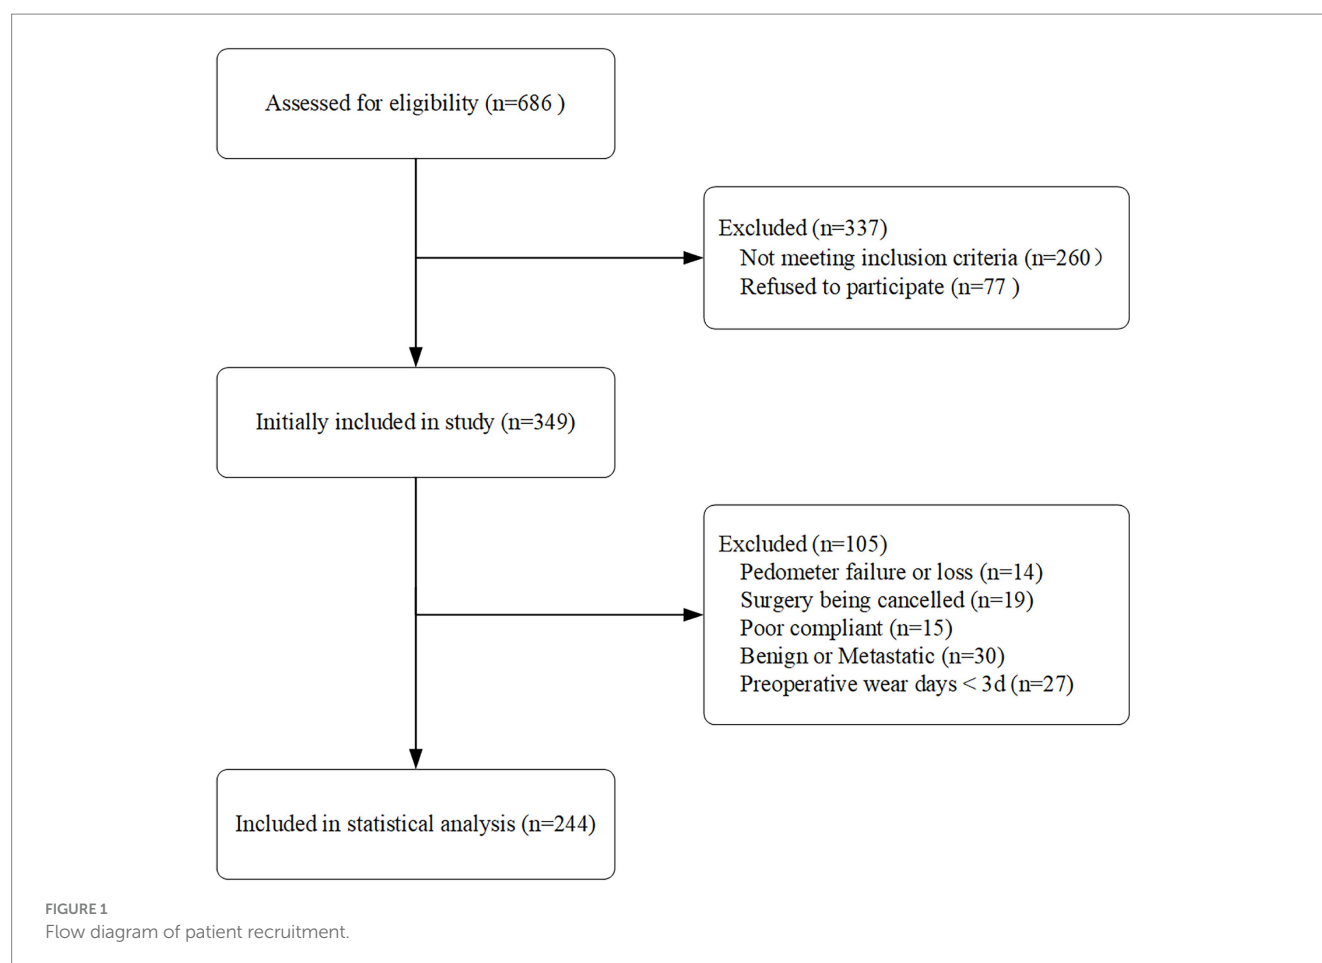 Assessed for eligibility (n=686 )
Excluded (n=337)
Not meeting inclusion criteria (n=260）
Refused to participate (n=77 )
Initially included in study (n=349)
Excluded (n=105)
Pedometer failure or loss (n=14)
Surgery being cancelled (n=19)
Poor compliant (n=15)
Benign or Metastatic (n=30)
Preoperative wear days < 3d (n=27)
Included in statistical analysis (n=244)
FIGURE 1
Flow diagram of patient recruitment.